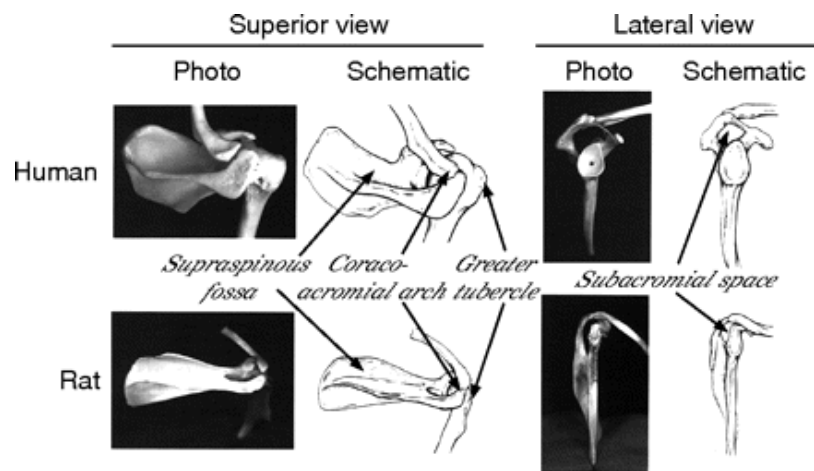 Superior view Lateral view
Photo Schematic Photo Schematic
Human
Supraspinous Coraco- Greater
fossa acromial arch tubercle Subacromial space
Rat